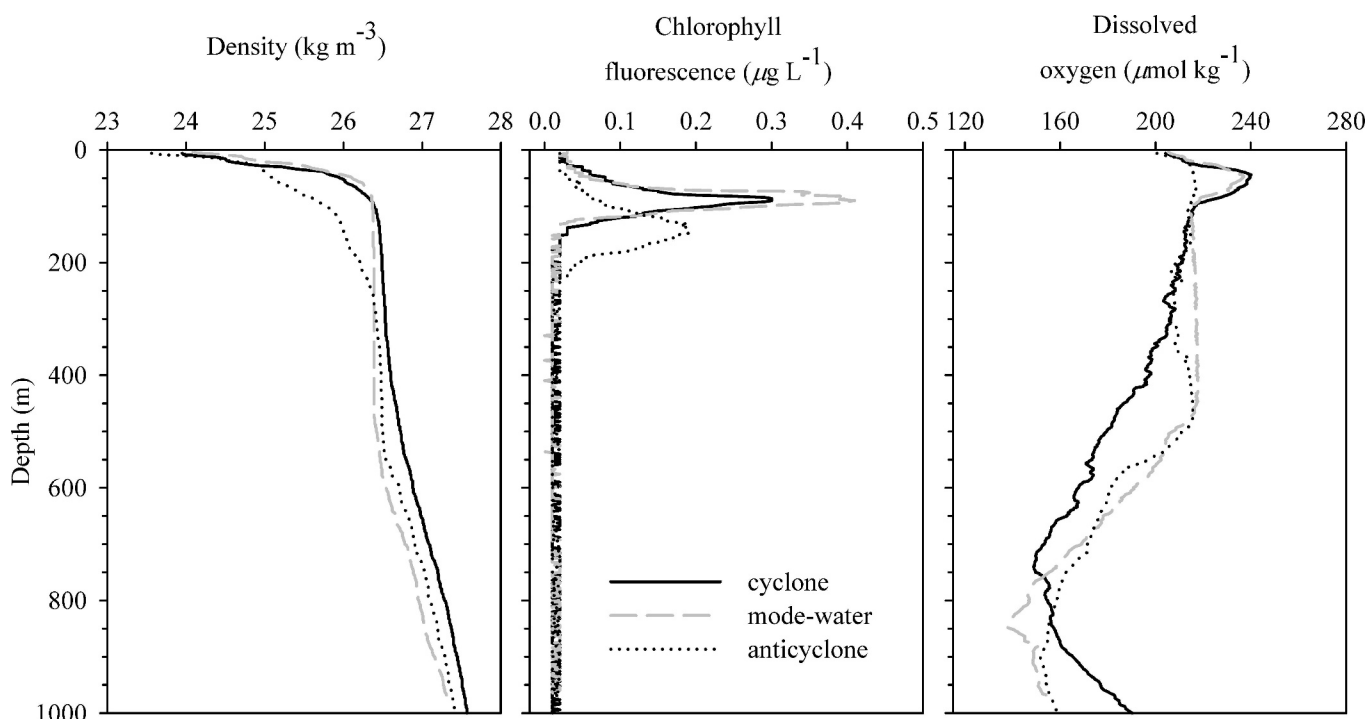 Density (kg m-3)
Chlorophyll
fluorescence (μg L-1)
Dissolved
oxygen (μmol kg-1)
23 24 25 26 27 28
0.0 0.1 0.2 0.3 0.4 0.5
120 160 200 240 280
0
200
400
600
800
1000
Depth (m)
cyclone
mode-water
anticyclone